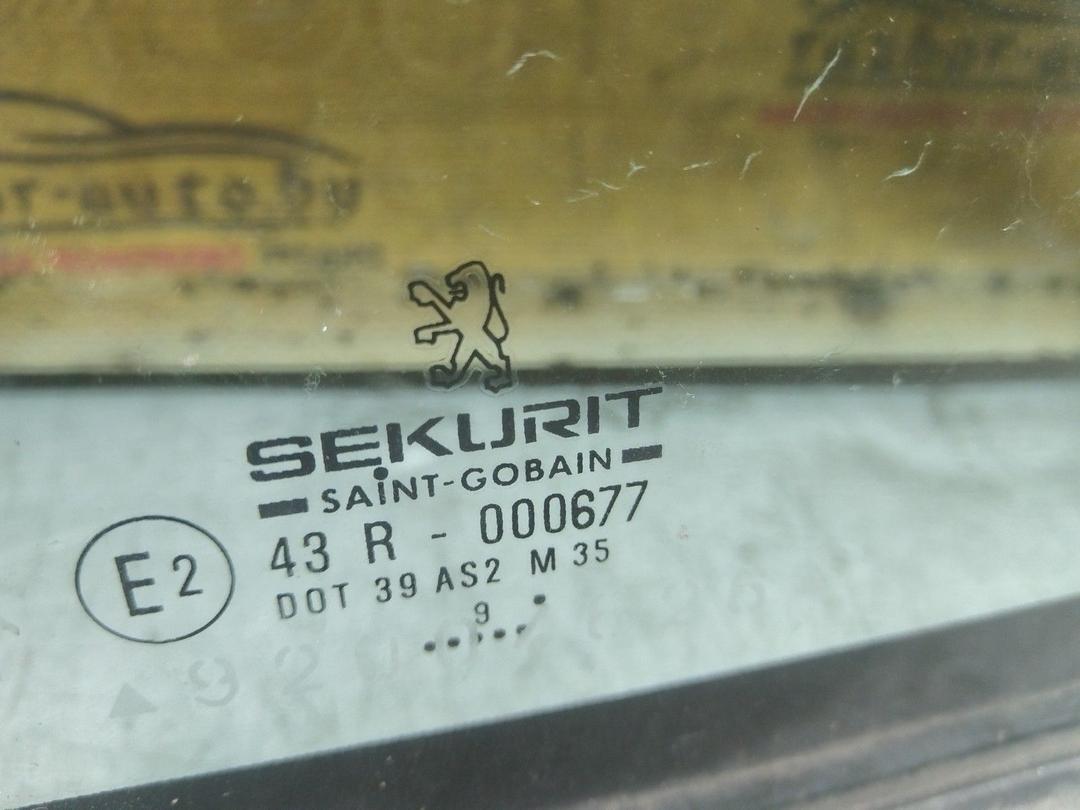 SEKURIT
SAINT-GOBAIN
E2
43 R - 000677
DOT 39 AS2 M 35
9